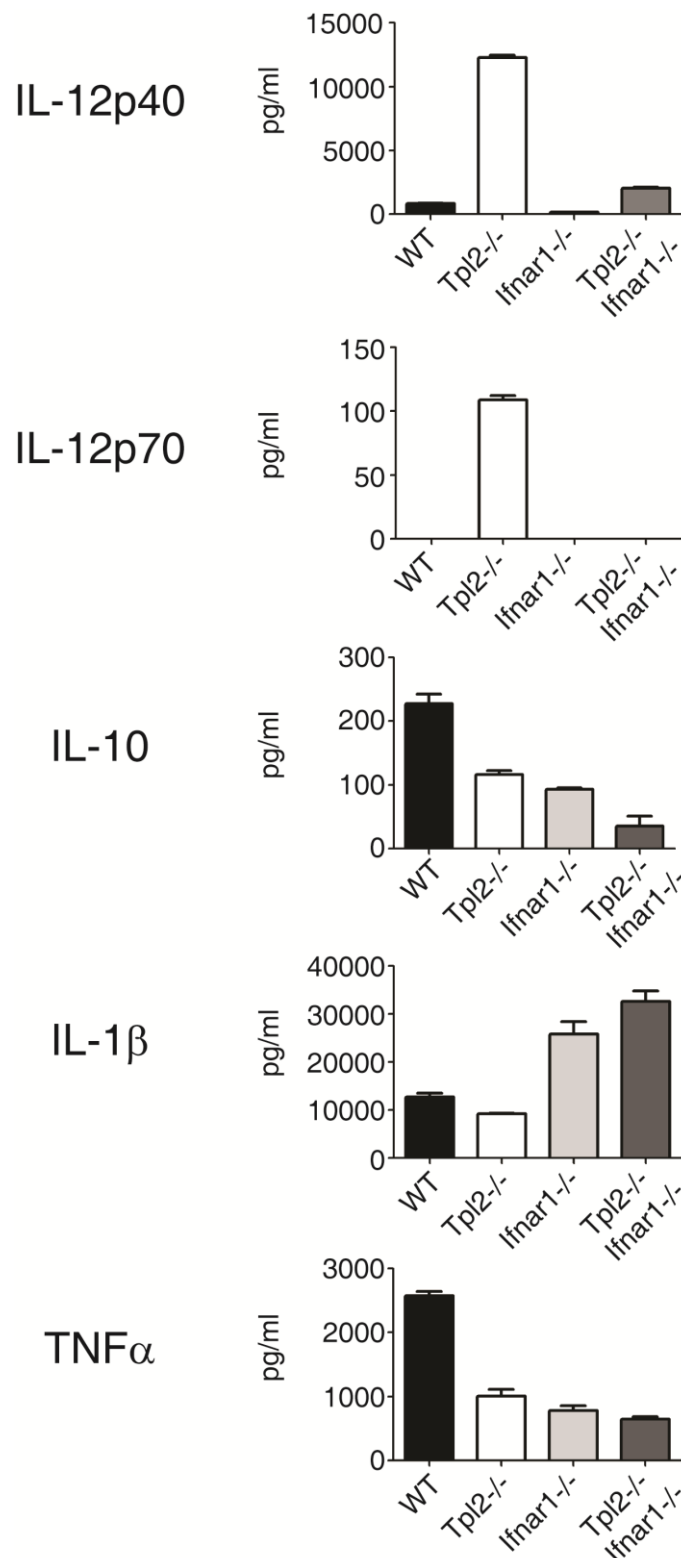 IL-12p40
pg/ml
15000
10000
5000
0
WT
Tpl2-/-
Ifnar1-/-
Tpl2-/-
Ifnar1-/-
IL-12p70
pg/ml
150
100
50
0
WT
Tpl2-/-
Ifnar1-/-
Tpl2-/-
Ifnar1-/-
IL-10
pg/ml
300
200
100
0
WT
Tpl2-/-
Ifnar1-/-
Tpl2-/-
Ifnar1-/-
IL-1β
pg/ml
40000
30000
20000
10000
0
WT
Tpl2-/-
Ifnar1-/-
Tpl2-/-
Ifnar1-/-
TNFα
pg/ml
3000
2000
1000
0
WT
Tpl2-/-
Ifnar1-/-
Tpl2-/-
Ifnar1-/-